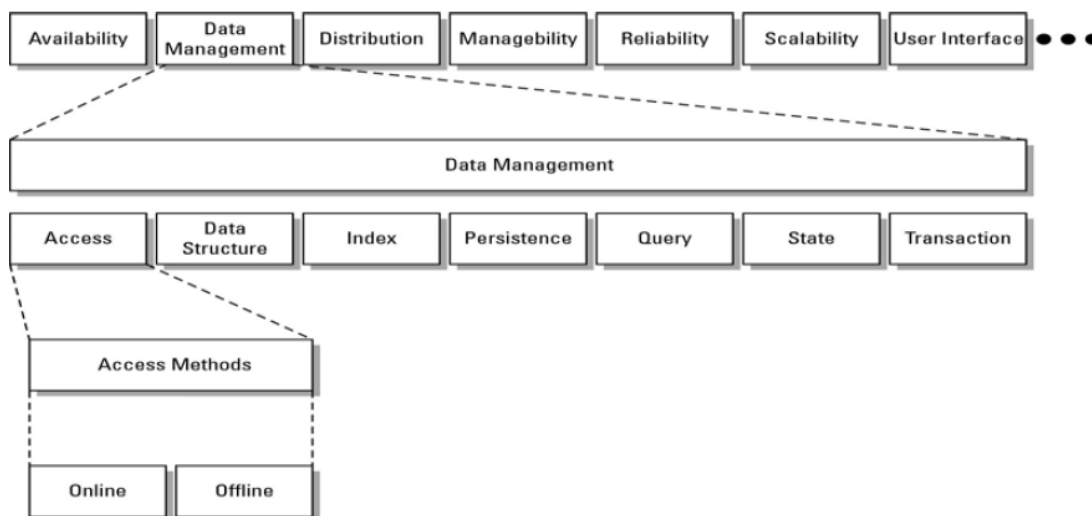 Availability
Data
Management
Distribution
Managebility
Reliability
Scalability
User Interface
Data Management
Access
Data
Structure
Index
Persistence
Query
State
Transaction
Access Methods
Online
Offline